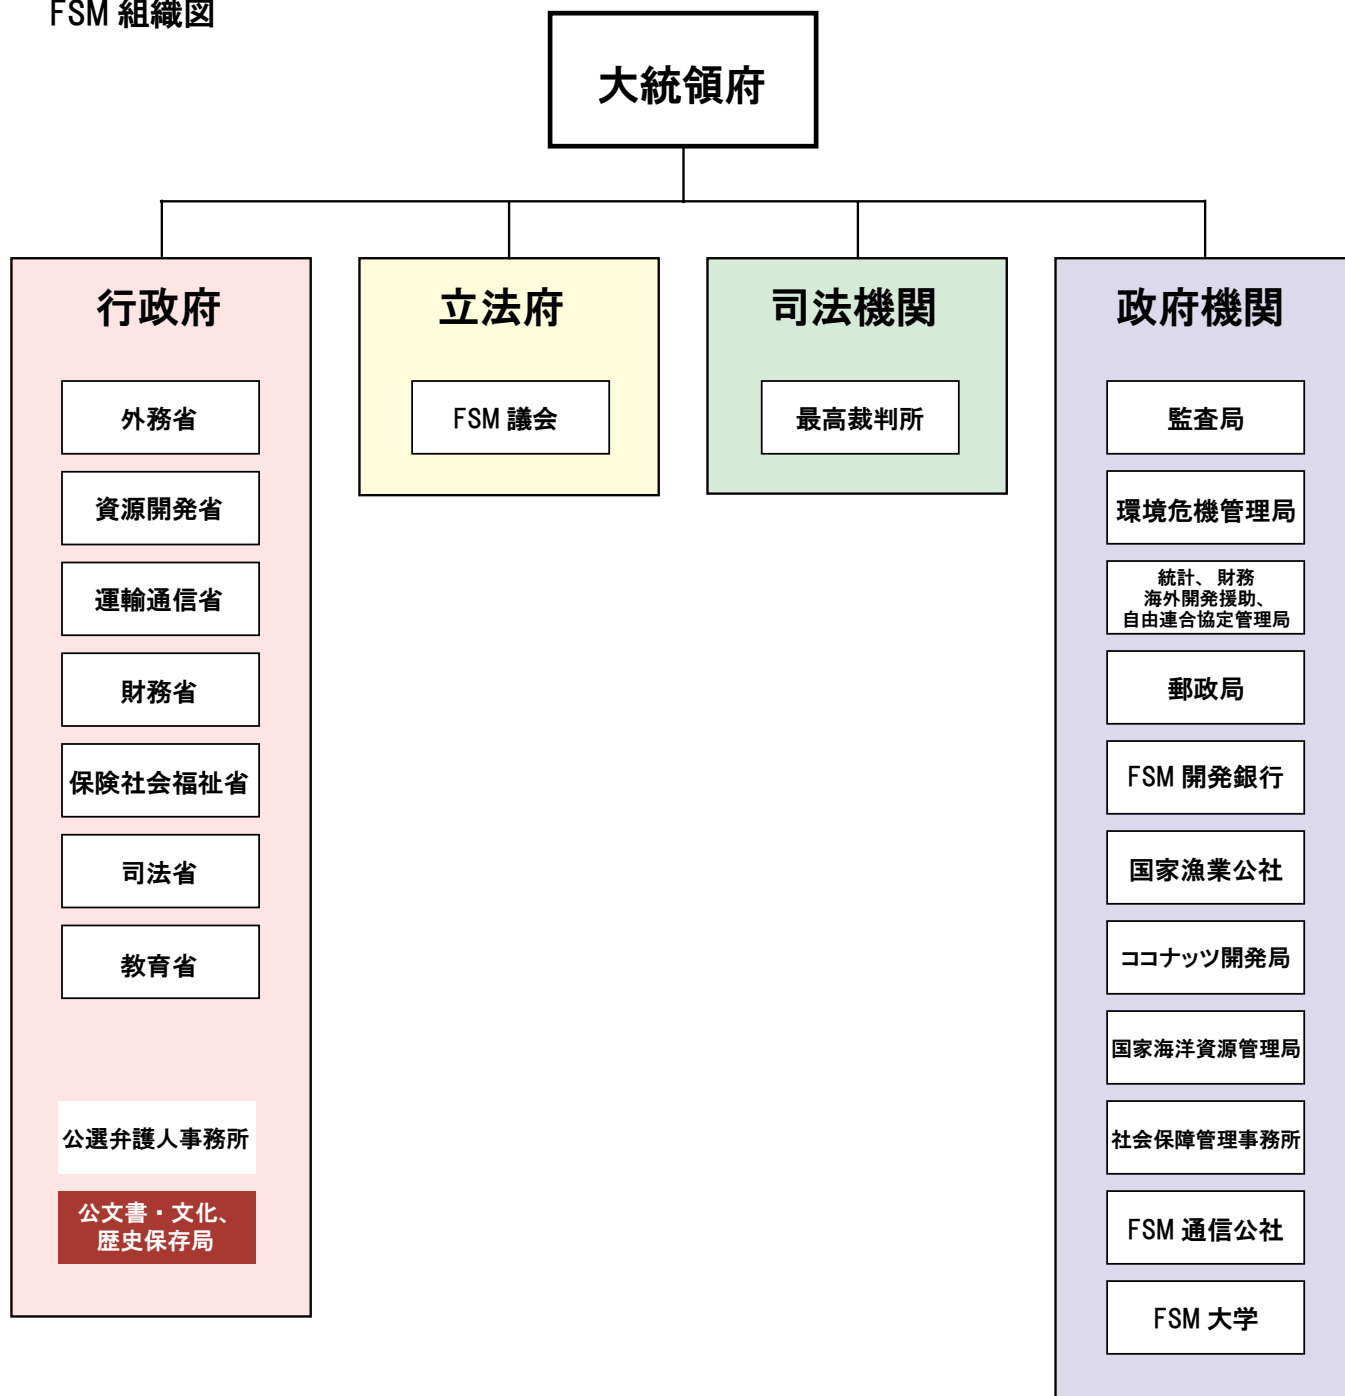 FSM 組織図
大統領府
行政府
外務省
資源開発省
運輸通信省
財務省
保険社会福祉省
司法省
教育省
公選弁護人事務所
公文書・文化、
歴史保存局
立法府
FSM 議会
司法機関
最高裁判所
政府機関
監査局
環境危機管理局
統計、 財務
海外開発援助、
自由連合協定管理局
郵政局
FSM 開発銀行
国家漁業公社
ココナッツ開発局
国家海洋資源管理局
社会保障管理事務所
FSM 通信公社
FSM 大学